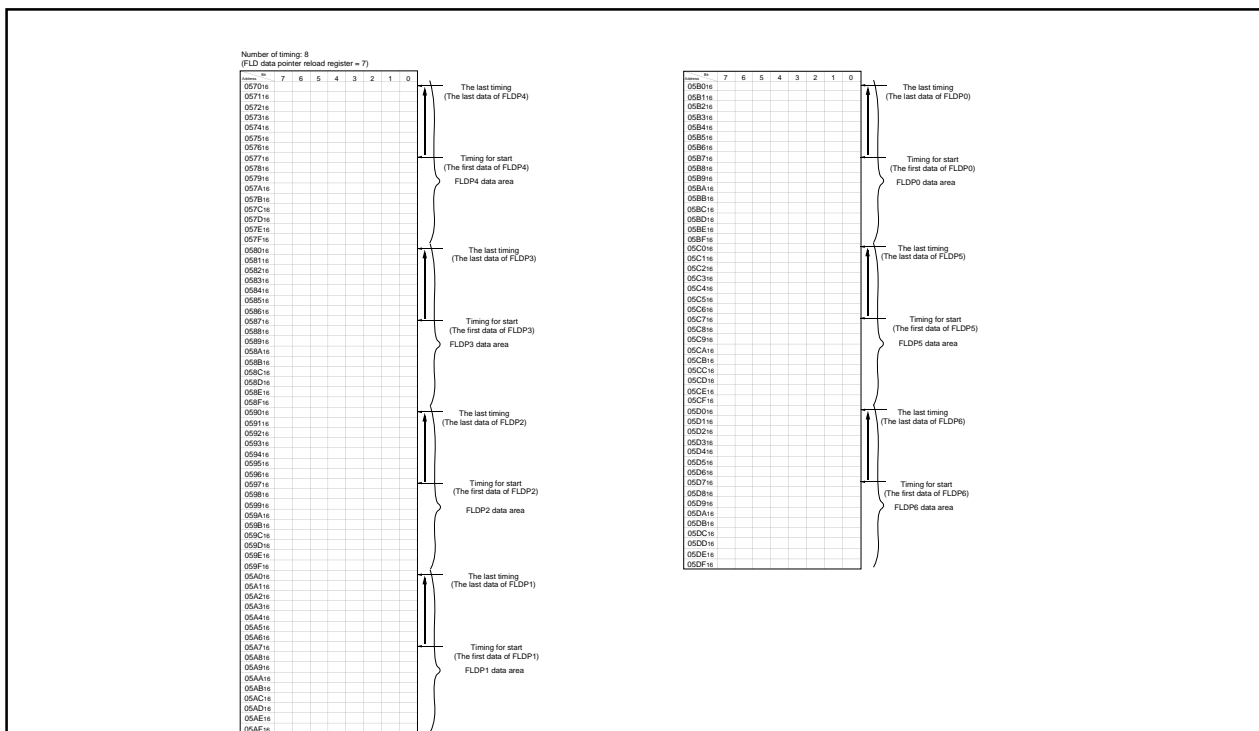 Number of timing: 8
(FLD data pointer reload register = 7)
Bit
Address
7 6 5 4 3 2 1 0
0570₁₆
0571₁₆
0572₁₆
0573₁₆
0574₁₆
0575₁₆
0576₁₆
0577₁₆
0578₁₆
0579₁₆
057A₁₆
057B₁₆
057C₁₆
057D₁₆
057E₁₆
057F₁₆
0580₁₆
0581₁₆
0582₁₆
0583₁₆
0584₁₆
0585₁₆
0586₁₆
0587₁₆
0588₁₆
0589₁₆
058A₁₆
058B₁₆
058C₁₆
058D₁₆
058E₁₆
058F₁₆
0590₁₆
0591₁₆
0592₁₆
0593₁₆
0594₁₆
0595₁₆
0596₁₆
0597₁₆
0598₁₆
0599₁₆
059A₁₆
059B₁₆
059C₁₆
059D₁₆
059E₁₆
059F₁₆
05A0₁₆
05A1₁₆
05A2₁₆
05A3₁₆
05A4₁₆
05A5₁₆
05A6₁₆
05A7₁₆
05A8₁₆
05A9₁₆
05AA₁₆
05AB₁₆
05AC₁₆
05AD₁₆
05AE₁₆
05AF₁₆
The last timing
(The last data of FLDP4)
Timing for start
(The first data of FLDP4)
FLDP4 data area
The last timing
(The last data of FLDP3)
Timing for start
(The first data of FLDP3)
FLDP3 data area
The last timing
(The last data of FLDP2)
Timing for start
(The first data of FLDP2)
FLDP2 data area
The last timing
(The last data of FLDP1)
Timing for start
(The first data of FLDP1)
FLDP1 data area
Bit
Address
7 6 5 4 3 2 1 0
05B0₁₆
05B1₁₆
05B2₁₆
05B3₁₆
05B4₁₆
05B5₁₆
05B6₁₆
05B7₁₆
05B8₁₆
05B9₁₆
05BA₁₆
05BB₁₆
05BC₁₆
05BD₁₆
05BE₁₆
05BF₁₆
05C0₁₆
05C1₁₆
05C2₁₆
05C3₁₆
05C4₁₆
05C5₁₆
05C6₁₆
05C7₁₆
05C8₁₆
05C9₁₆
05CA₁₆
05CB₁₆
05CC₁₆
05CD₁₆
05CE₁₆
05CF₁₆
05D0₁₆
05D1₁₆
05D2₁₆
05D3₁₆
05D4₁₆
05D5₁₆
05D6₁₆
05D7₁₆
05D8₁₆
05D9₁₆
05DA₁₆
05DB₁₆
05DC₁₆
05DD₁₆
05DE₁₆
05DF₁₆
The last timing
(The last data of FLDP0)
Timing for start
(The first data of FLDP0)
FLDP0 data area
The last timing
(The last data of FLDP5)
Timing for start
(The first data of FLDP5)
FLDP5 data area
The last timing
(The last data of FLDP6)
Timing for start
(The first data of FLDP6)
FLDP6 data area